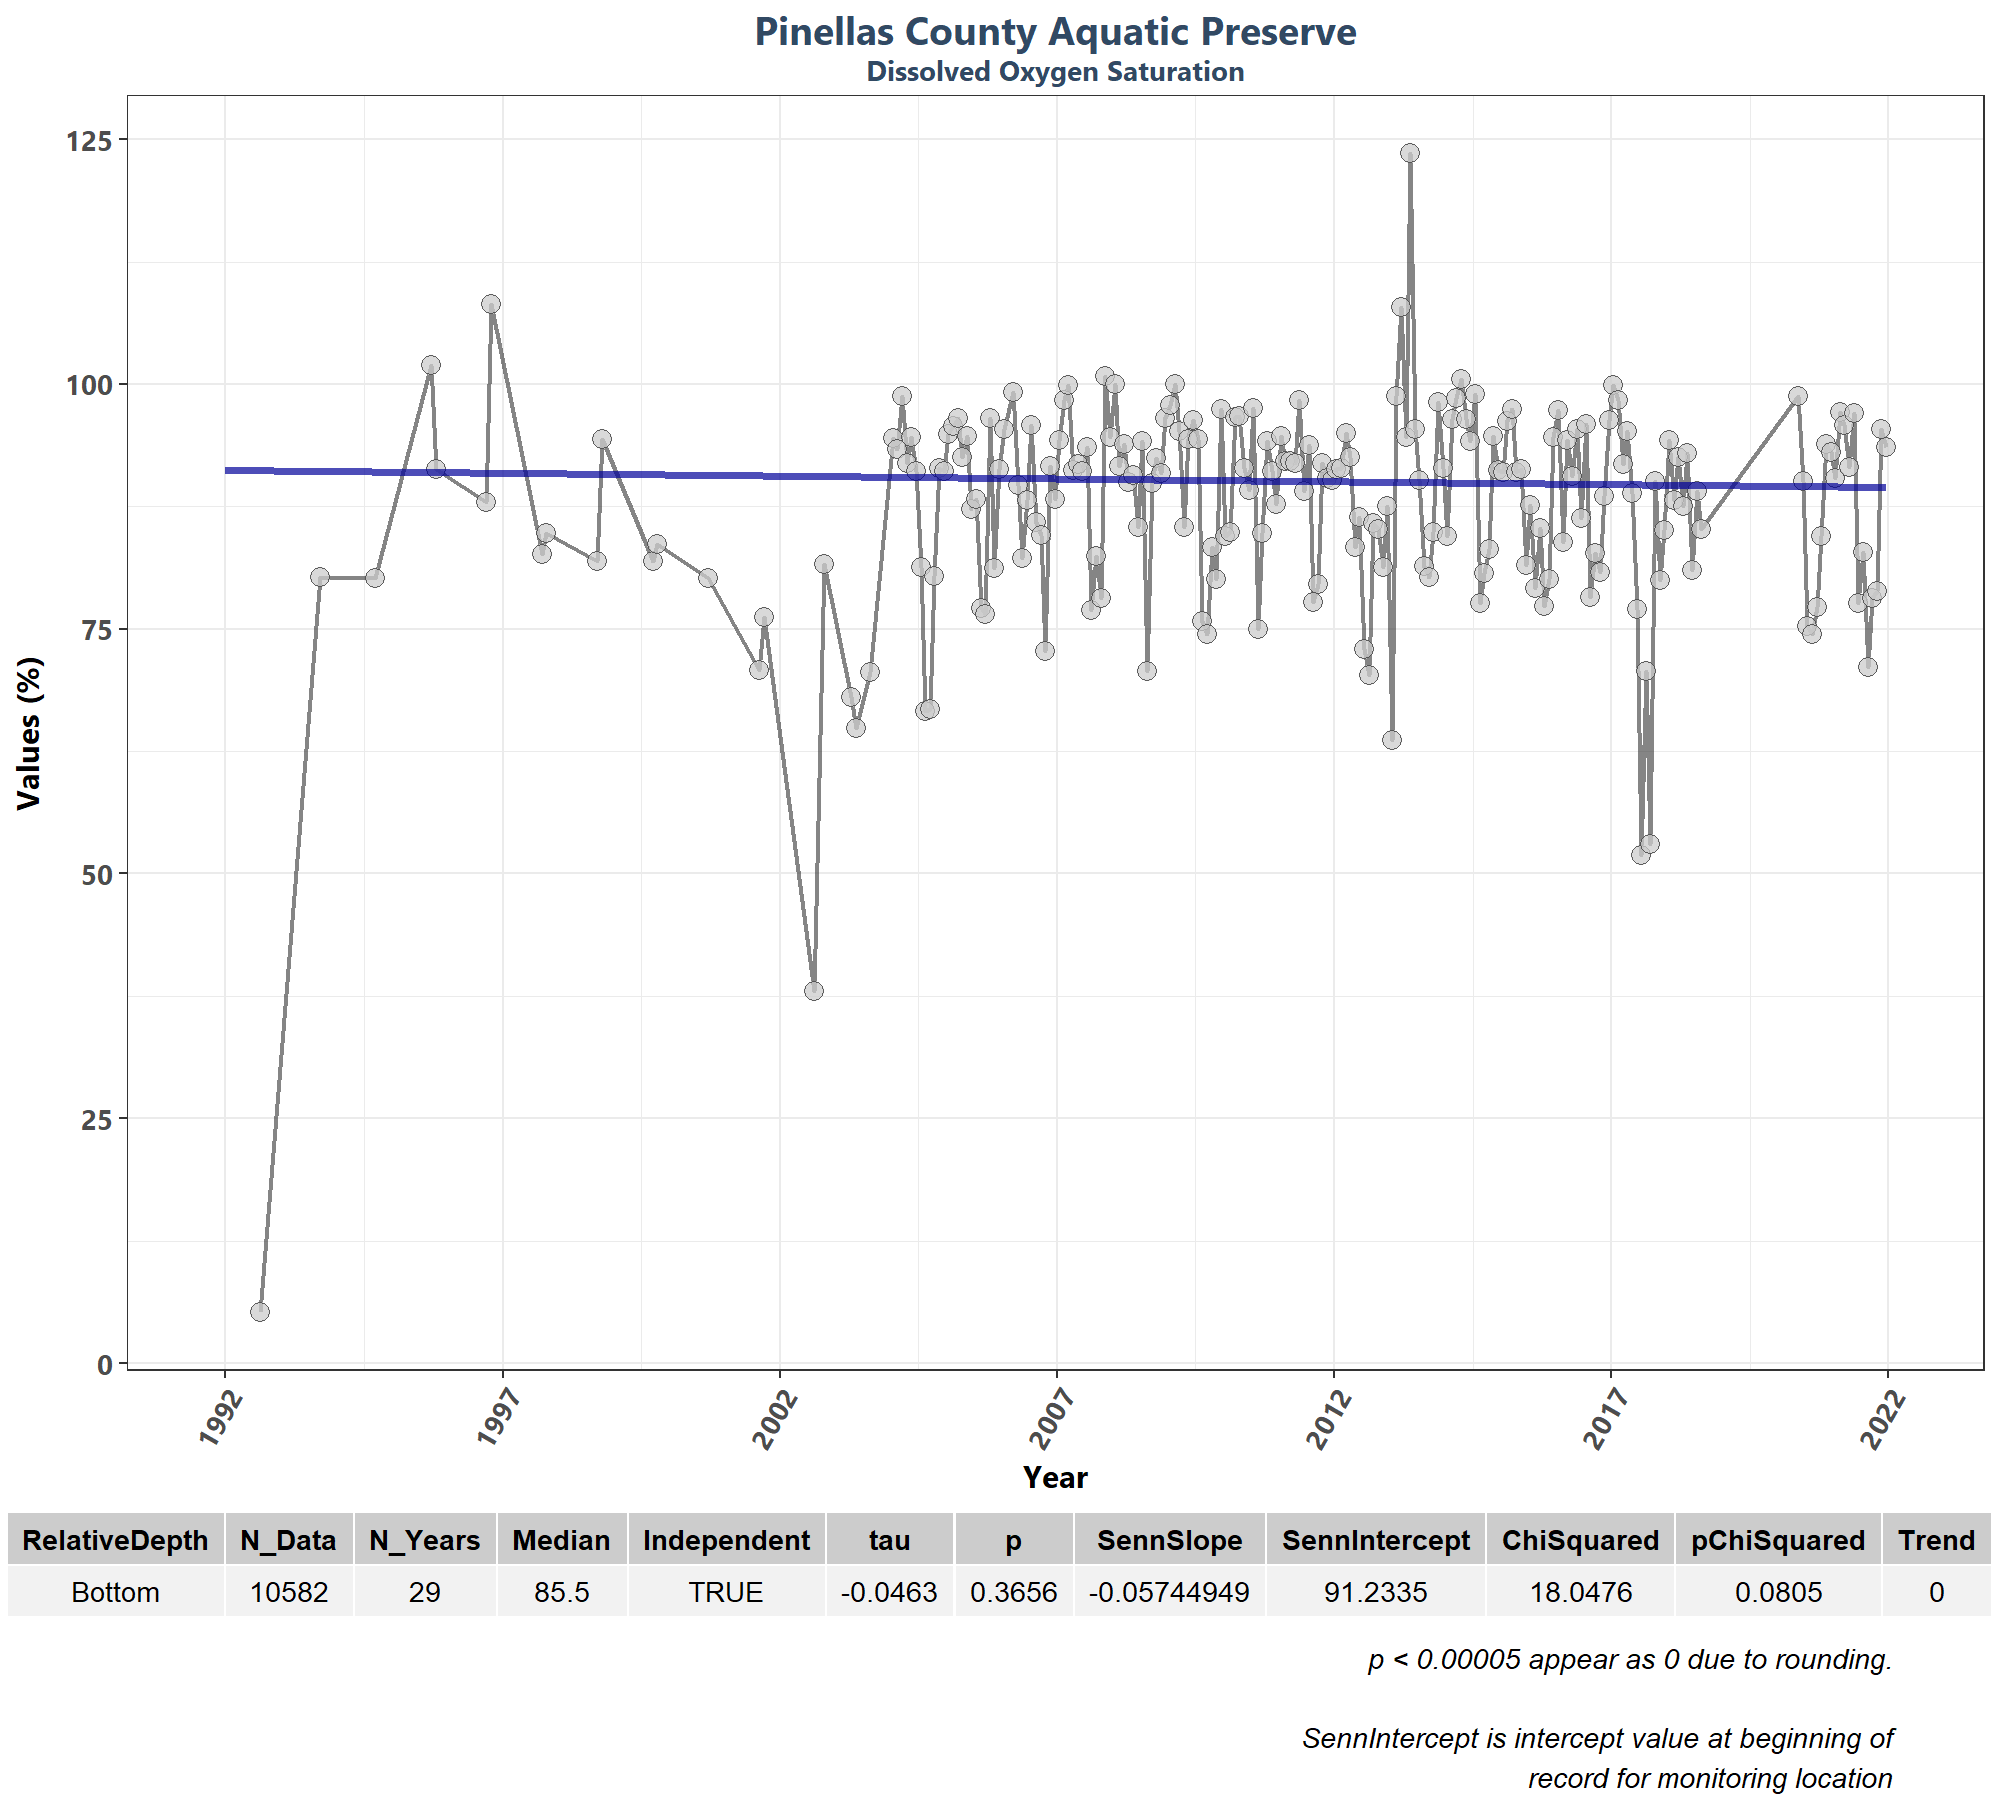 Pinellas County Aquatic Preserve
Dissolved Oxygen Saturation
125
100
75
50
25
0
Values (%)
1992 1997 2002 2007 2012 2017 2022
Year
RelativeDepth N_Data N_Years Median Independent tau p SennSlope SennIntercept ChiSquared pChiSquared Trend
Bottom 10582 29 85.5 TRUE -0.0463 0.3656 -0.05744949 91.2335 18.0476 0.0805 0
p < 0.00005 appear as 0 due to rounding.
SennIntercept is intercept value at beginning of
record for monitoring location